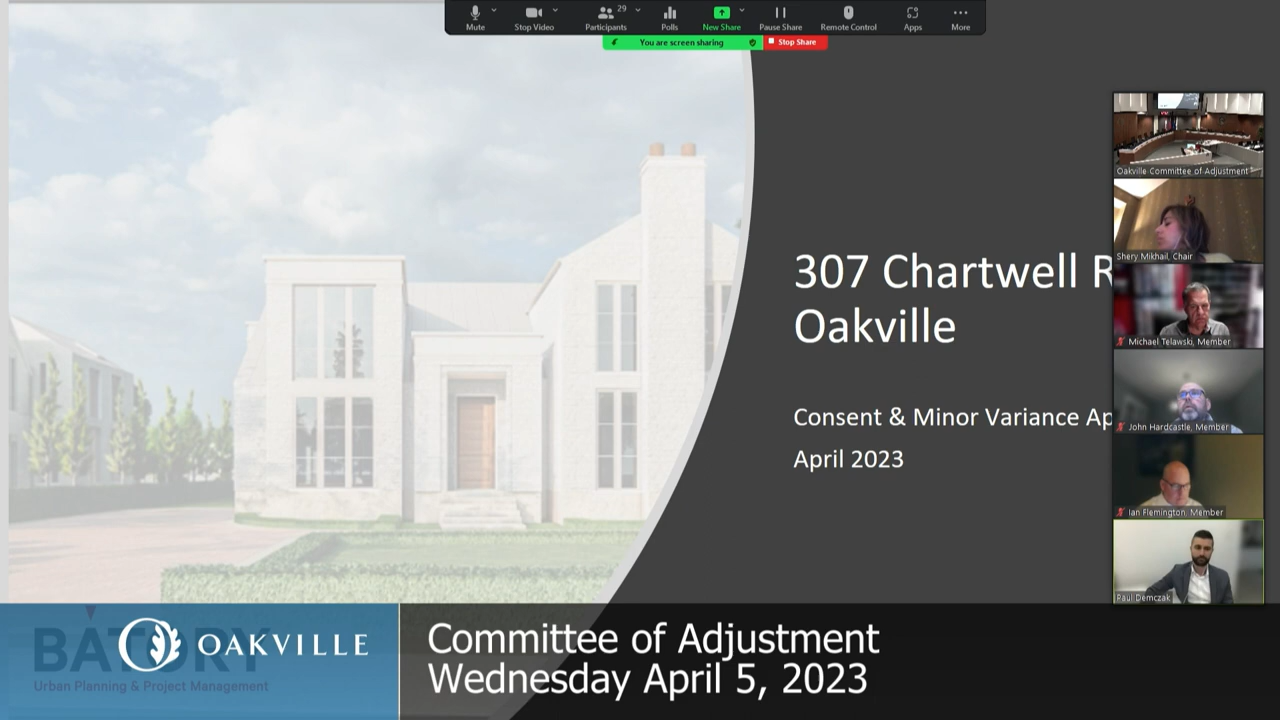 29
Mute
Stop Video
Participants
Polls
New Share
Pause Share
Remote Control
Apps
More
You are screen sharing
Stop Share
307 Chartwell R
Oakville
Consent & Minor Variance Ap
April 2023
Oakville Committee of Adjustment
Shery Mikhail, Chair
Michael Telawski, Member
John Hardcastle, Member
Ian Flemington, Member
Paul Demczak
BATORY
Urban Planning & Project Management
OAKVILLE
Committee of Adjustment
Wednesday April 5, 2023